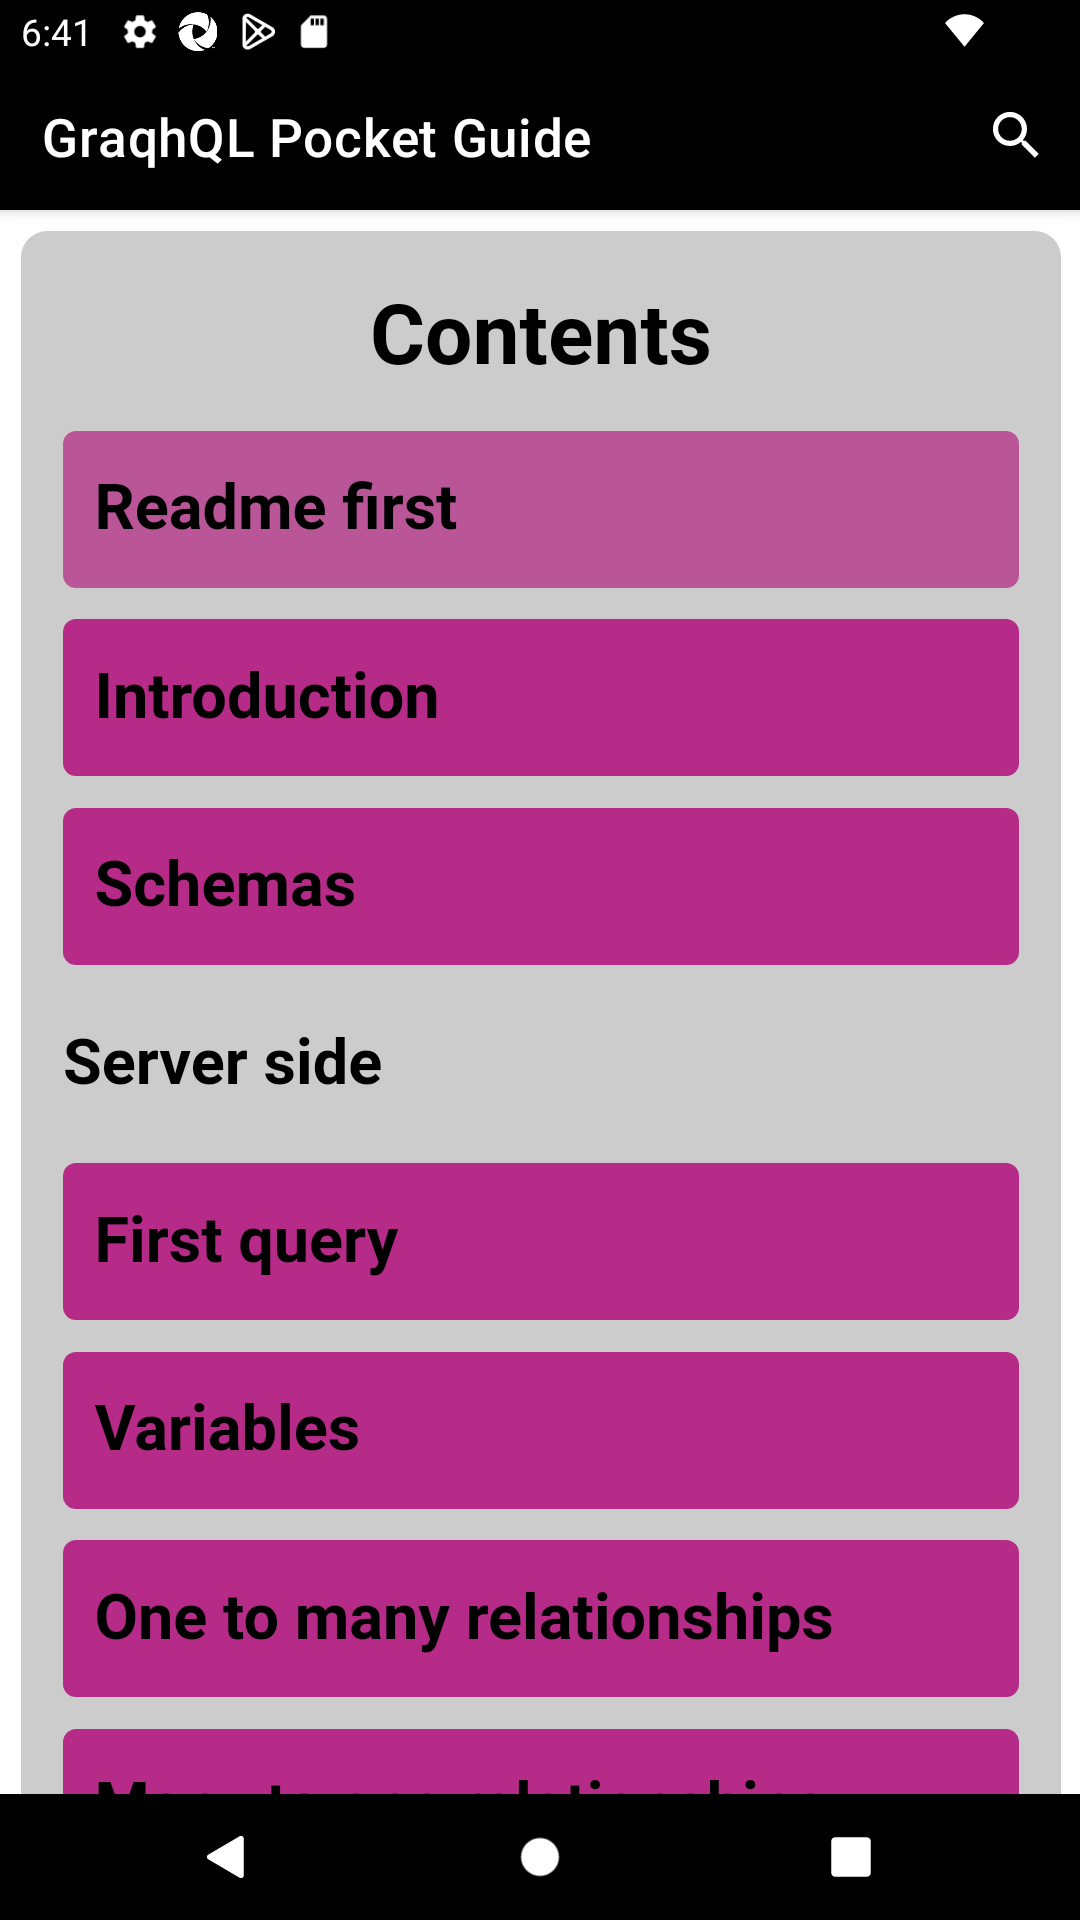 6:41
GraqhQL Pocket Guide
Contents
Readme first
Introduction
Schemas
Server side
First query
Variables
One to many relationships